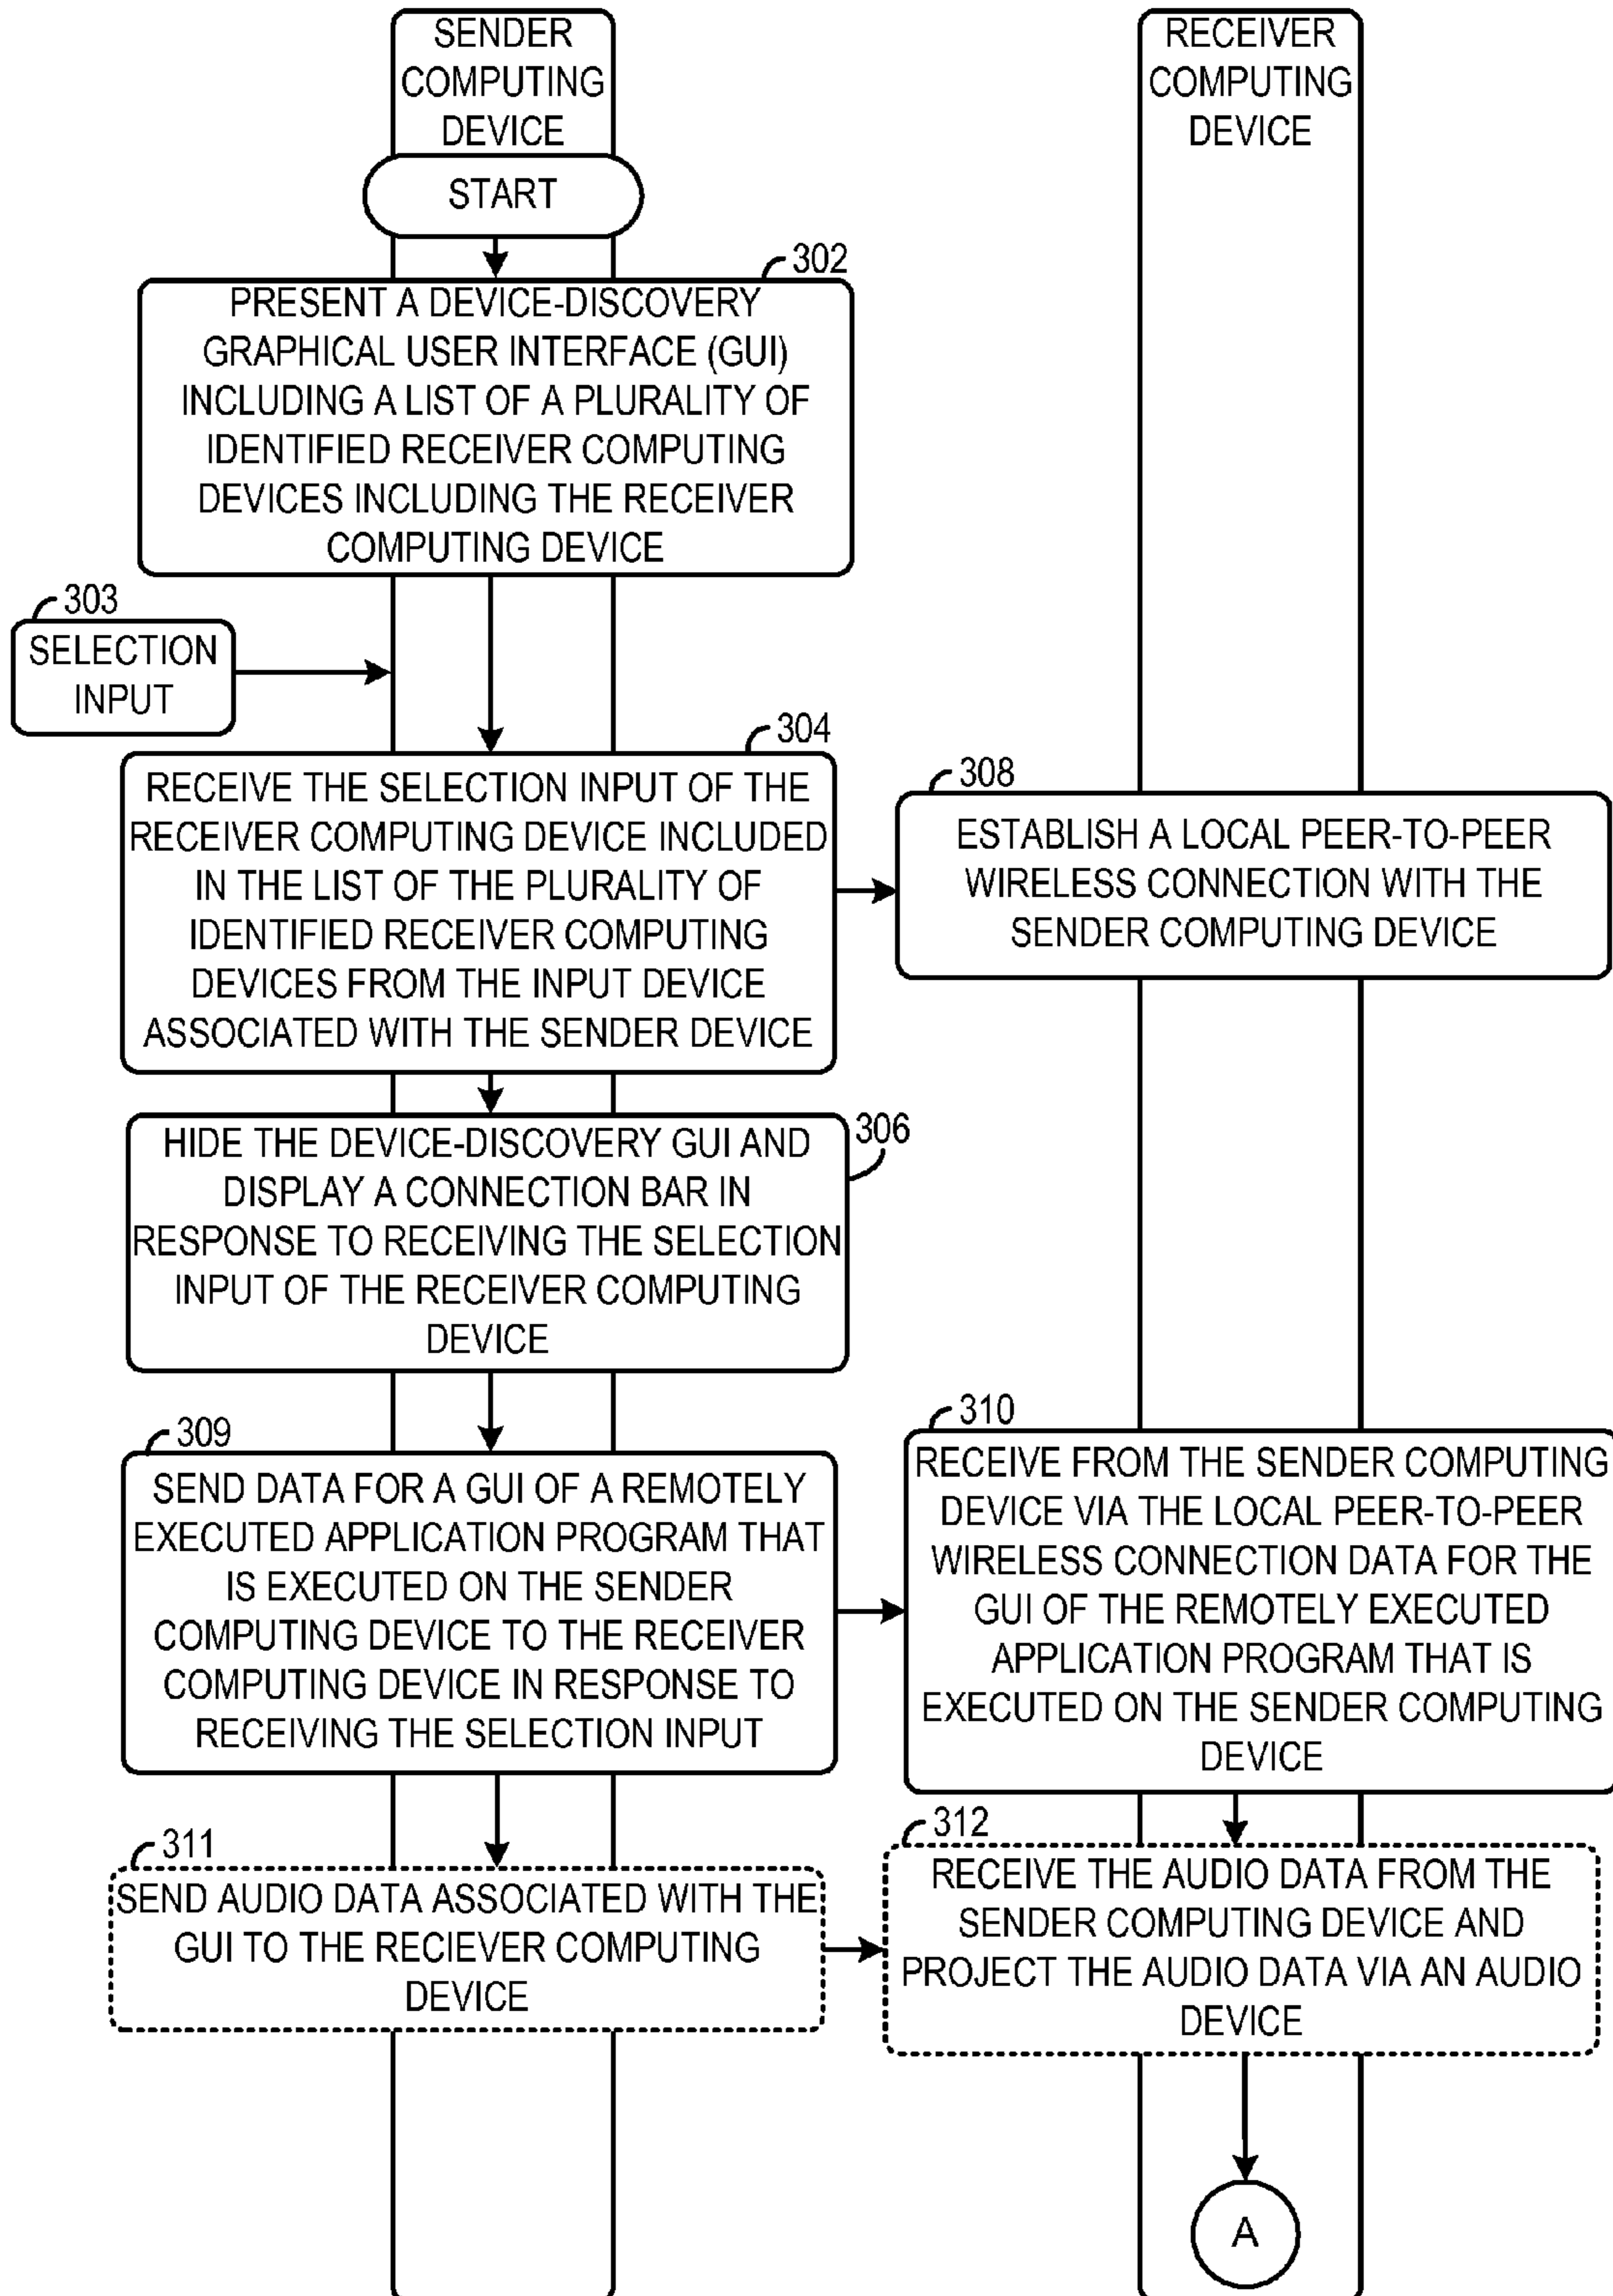 SENDER
COMPUTING
DEVICE
RECEIVER
COMPUTING
DEVICE
START
302
PRESENT A DEVICE-DISCOVERY
GRAPHICAL USER INTERFACE (GUI)
INCLUDING A LIST OF A PLURALITY OF
IDENTIFIED RECEIVER COMPUTING
DEVICES INCLUDING THE RECEIVER
COMPUTING DEVICE
303
SELECTION
INPUT
304
RECEIVE THE SELECTION INPUT OF THE
RECEIVER COMPUTING DEVICE INCLUDED
IN THE LIST OF THE PLURALITY OF
IDENTIFIED RECEIVER COMPUTING
DEVICES FROM THE INPUT DEVICE
ASSOCIATED WITH THE SENDER DEVICE
308
ESTABLISH A LOCAL PEER-TO-PEER
WIRELESS CONNECTION WITH THE
SENDER COMPUTING DEVICE
306
HIDE THE DEVICE-DISCOVERY GUI AND
DISPLAY A CONNECTION BAR IN
RESPONSE TO RECEIVING THE SELECTION
INPUT OF THE RECEIVER COMPUTING
DEVICE
309
SEND DATA FOR A GUI OF A REMOTELY
EXECUTED APPLICATION PROGRAM THAT
IS EXECUTED ON THE SENDER
COMPUTING DEVICE TO THE RECEIVER
COMPUTING DEVICE IN RESPONSE TO
RECEIVING THE SELECTION INPUT
310
RECEIVE FROM THE SENDER COMPUTING
DEVICE VIA THE LOCAL PEER-TO-PEER
WIRELESS CONNECTION DATA FOR THE
GUI OF THE REMOTELY EXECUTED
APPLICATION PROGRAM THAT IS
EXECUTED ON THE SENDER COMPUTING
DEVICE
311
SEND AUDIO DATA ASSOCIATED WITH THE
GUI TO THE RECIEVER COMPUTING
DEVICE
312
RECEIVE THE AUDIO DATA FROM THE
SENDER COMPUTING DEVICE AND
PROJECT THE AUDIO DATA VIA AN AUDIO
DEVICE
A